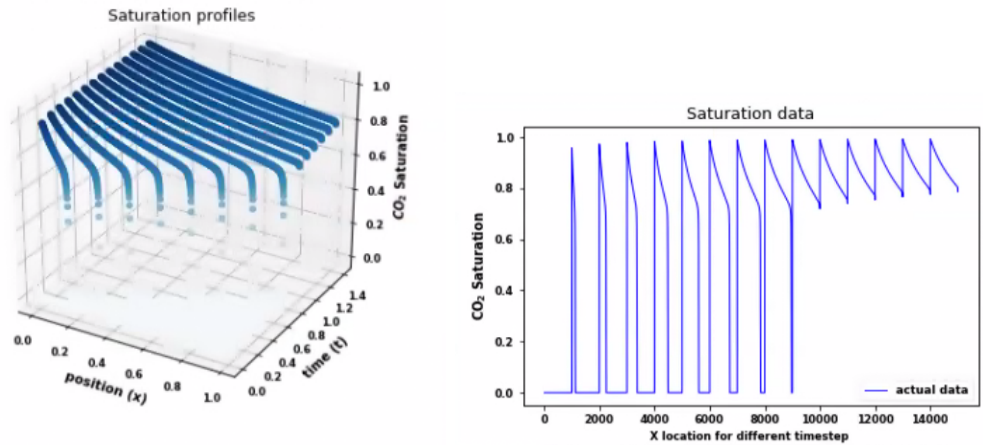 Saturation profiles
1.0
0.8
0.6
0.4
0.2
0.0
CO₂ Saturation
0.0
0.2
0.4
0.6
0.8
1.0
position (x)
0.0
0.2
0.4
0.6
0.8
1.0
1.2
1.4
time (t)
Saturation data
1.0
0.8
0.6
0.4
0.2
0.0
CO₂ Saturation
actual data
0 2000 4000 6000 8000 10000 12000 14000
X location for different timestep